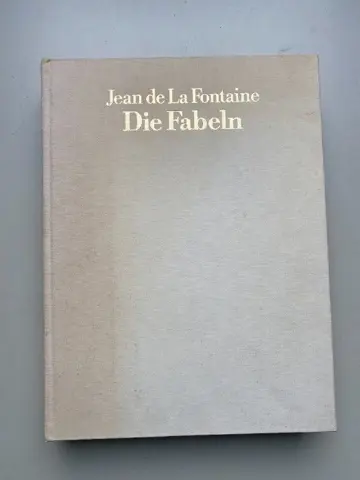 Jean de La Fontaine
Die Fabeln